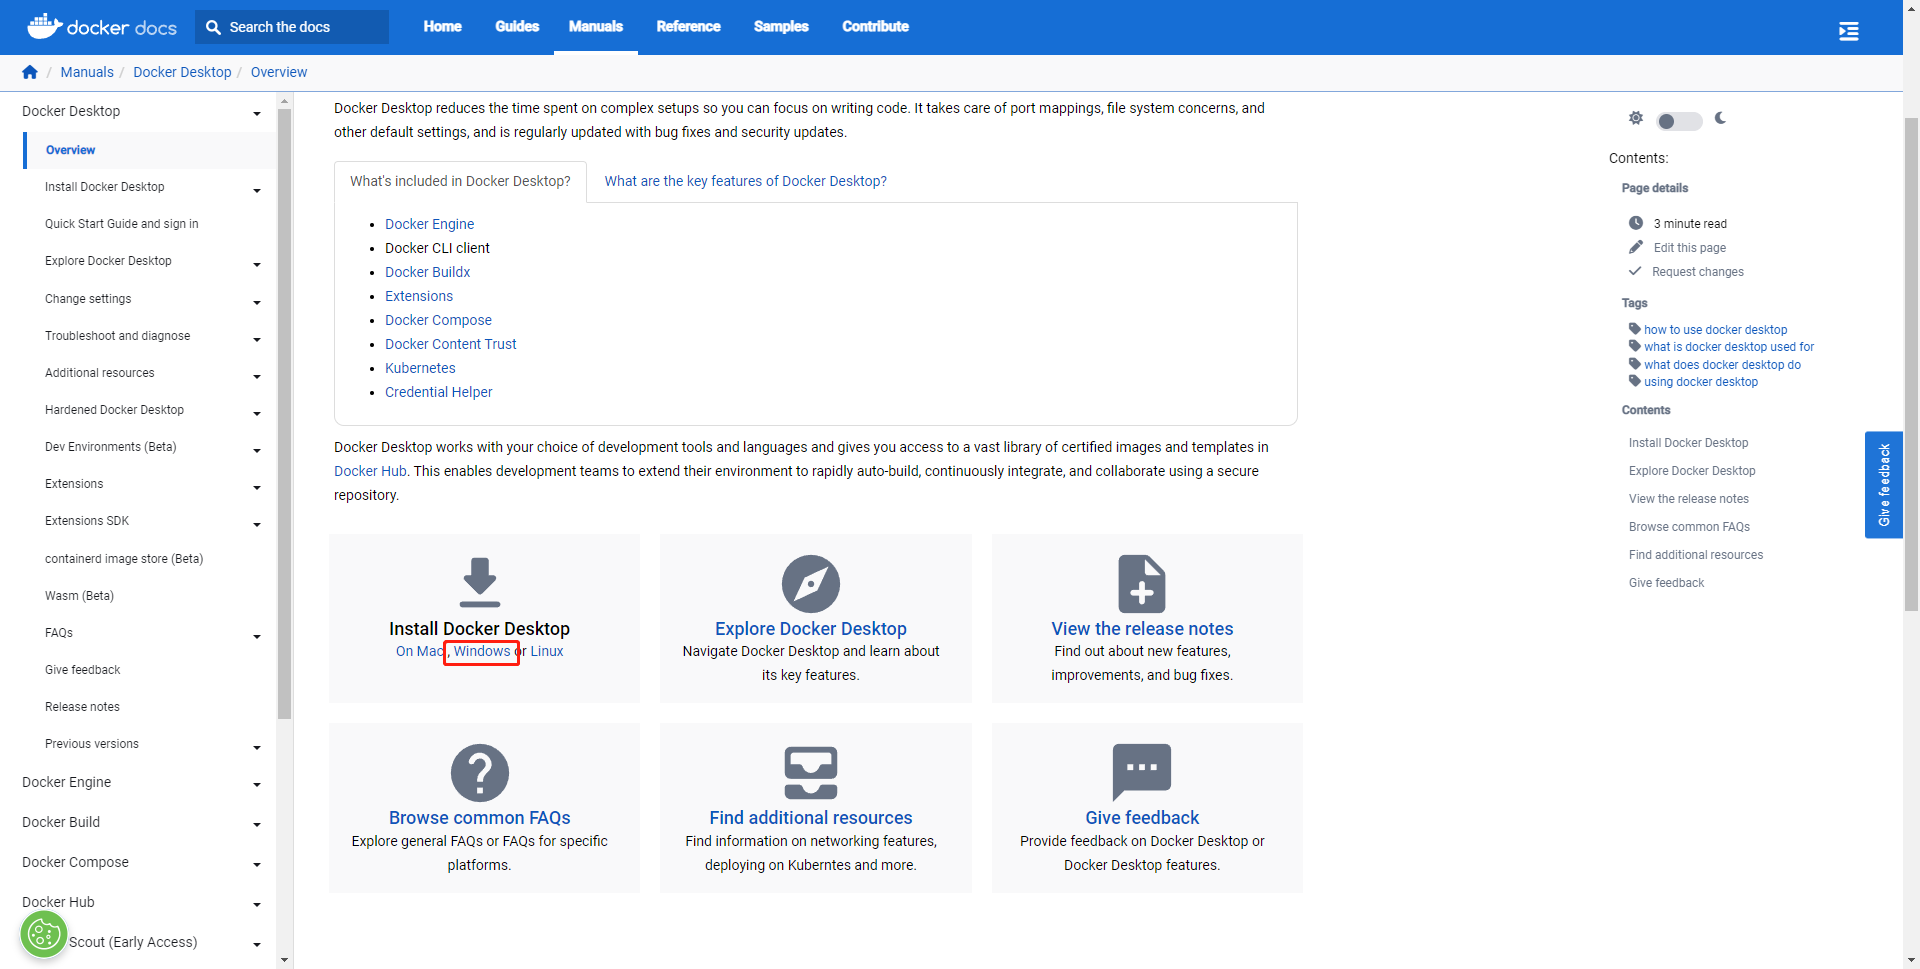 docker docs
Search the docs
Home
Guides
Manuals
Reference
Samples
Contribute
/ Manuals / Docker Desktop / Overview
Docker Desktop
Overview
Install Docker Desktop
Quick Start Guide and sign in
Explore Docker Desktop
Change settings
Troubleshoot and diagnose
Additional resources
Hardened Docker Desktop
Dev Environments (Beta)
Extensions
Extensions SDK
containerd image store (Beta)
Wasm (Beta)
FAQs
Give feedback
Release notes
Previous versions
Docker Engine
Docker Build
Docker Compose
Docker Hub
Scout (Early Access)
Docker Desktop reduces the time spent on complex setups so you can focus on writing code. It takes care of port mappings, file system concerns, and
other default settings, and is regularly updated with bug fixes and security updates.
What's included in Docker Desktop?
What are the key features of Docker Desktop?
• Docker Engine
• Docker CLI client
• Docker Buildx
• Extensions
• Docker Compose
• Docker Content Trust
• Kubernetes
• Credential Helper
Docker Desktop works with your choice of development tools and languages and gives you access to a vast library of certified images and templates in
Docker Hub. This enables development teams to extend their environment to rapidly auto-build, continuously integrate, and collaborate using a secure
repository.
Install Docker Desktop
On Mac, Windows or Linux
Explore Docker Desktop
Navigate Docker Desktop and learn about
its key features.
View the release notes
Find out about new features,
improvements, and bug fixes.
Browse common FAQs
Explore general FAQs or FAQs for specific
platforms.
Find additional resources
Find information on networking features,
deploying on Kuberntes and more.
Give feedback
Provide feedback on Docker Desktop or
Docker Desktop features.
Contents:
Page details
3 minute read
Edit this page
Request changes
Tags
how to use docker desktop
what is docker desktop used for
what does docker desktop do
using docker desktop
Contents
Install Docker Desktop
Explore Docker Desktop
View the release notes
Browse common FAQs
Find additional resources
Give feedback
Give feedback